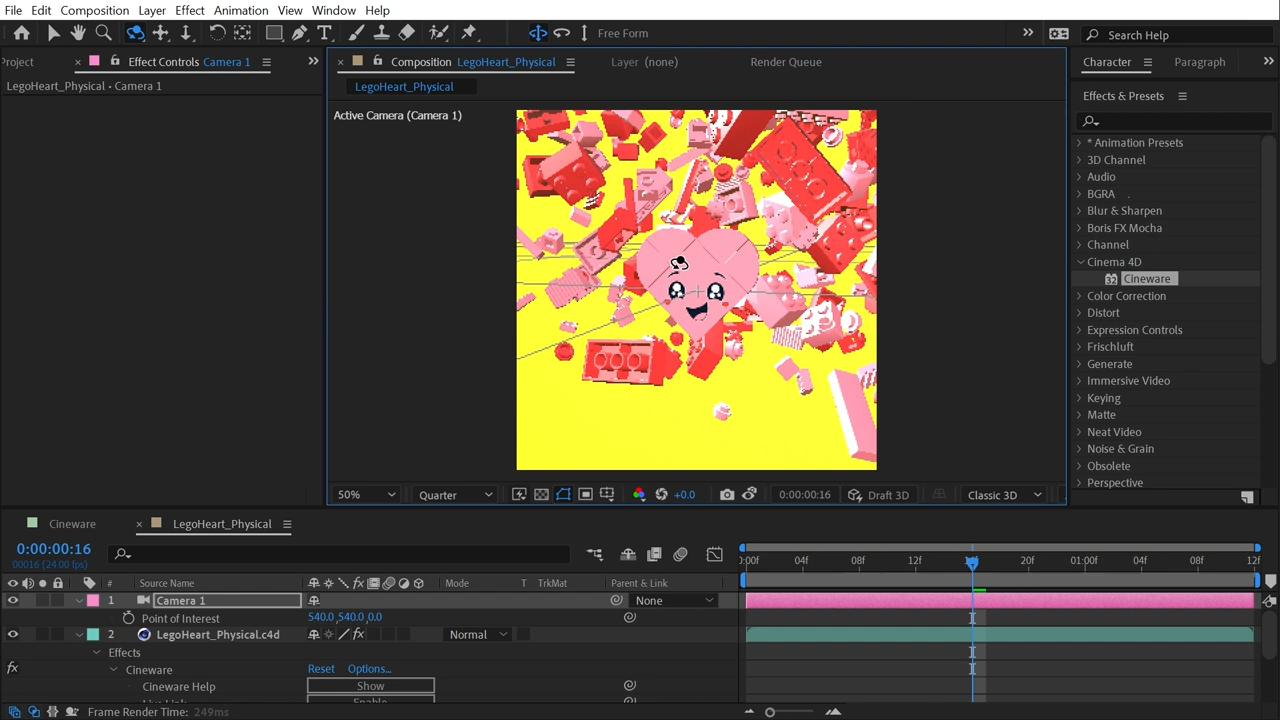 File Edit Composition Layer Effect Animation View Window Help
Free Form
Search Help
Project
Effect Controls Camera 1
Composition LegoHeart_Physical
Layer (none)
Render Queue
Character
Paragraph
LegoHeart_Physical • Camera 1
LegoHeart_Physical
Effects & Presets
Active Camera (Camera 1)
* Animation Presets
3D Channel
Audio
BGRA
Blur & Sharpen
Boris FX Mocha
Channel
Cinema 4D
Cineware
Color Correction
Distort
Expression Controls
Frischluft
Generate
Immersive Video
Keying
Matte
Neat Video
Noise & Grain
Obsolete
Perspective
50%
Quarter
+0.0
0:00:00:16
Draft 3D
Classic 3D
Cineware
LegoHeart_Physical
0:00:00:16
00016 (24.00 fps)
:00f 04f 08f 12f 20f 01:00f 04f 08f 12f
# Source Name Mode T TrkMat Parent & Link
1 Camera 1 None
Point of Interest 540.0,540.0,0.0
2 LegoHeart_Physical.c4d Normal
Effects
fx Cineware Reset Options...
Cineware Help Show
Live Link Enable
Frame Render Time: 249ms